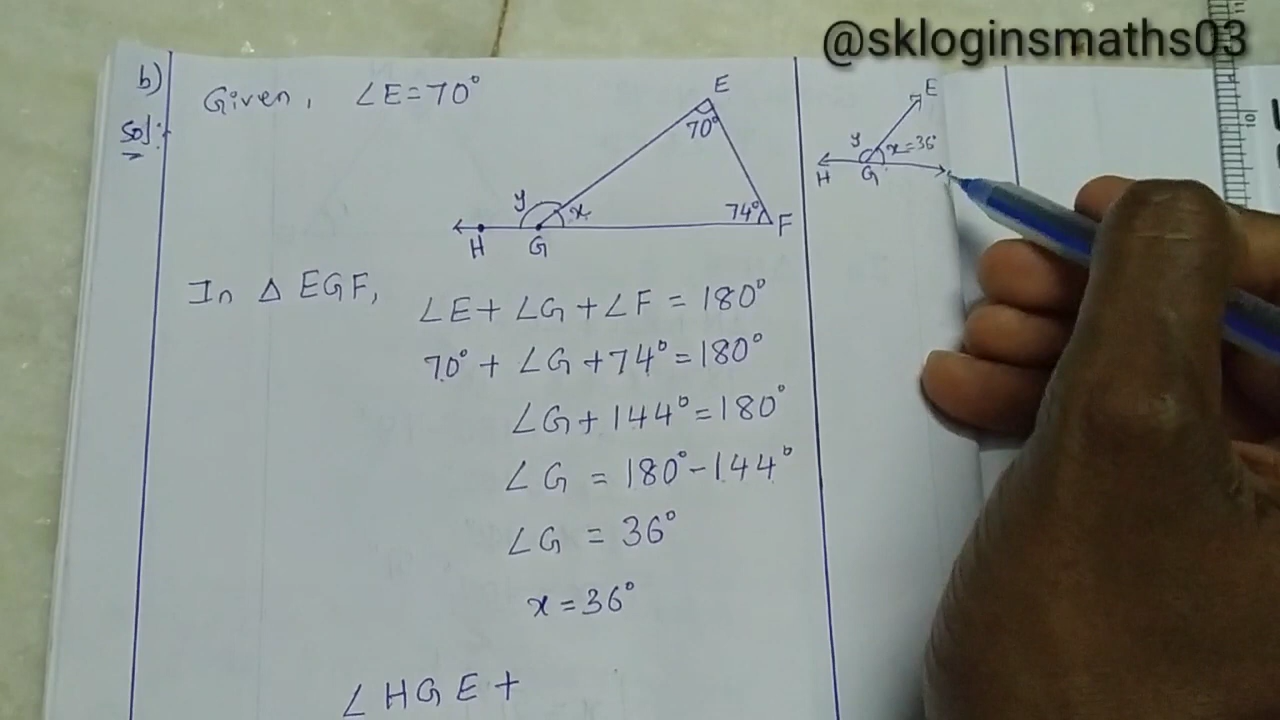 @skloginsmaths03
b)
Sol:-
Given, ∠E=70°
E
70°
y
x
74°
F
H
G
E
y
x=36°
H
G
In Δ EGF,
∠E+ ∠G +∠F = 180°
70° + ∠G +74° = 180°
∠G+ 144° = 180°
∠G = 180° - 144°
∠G = 36°
x = 36°
∠HGE +